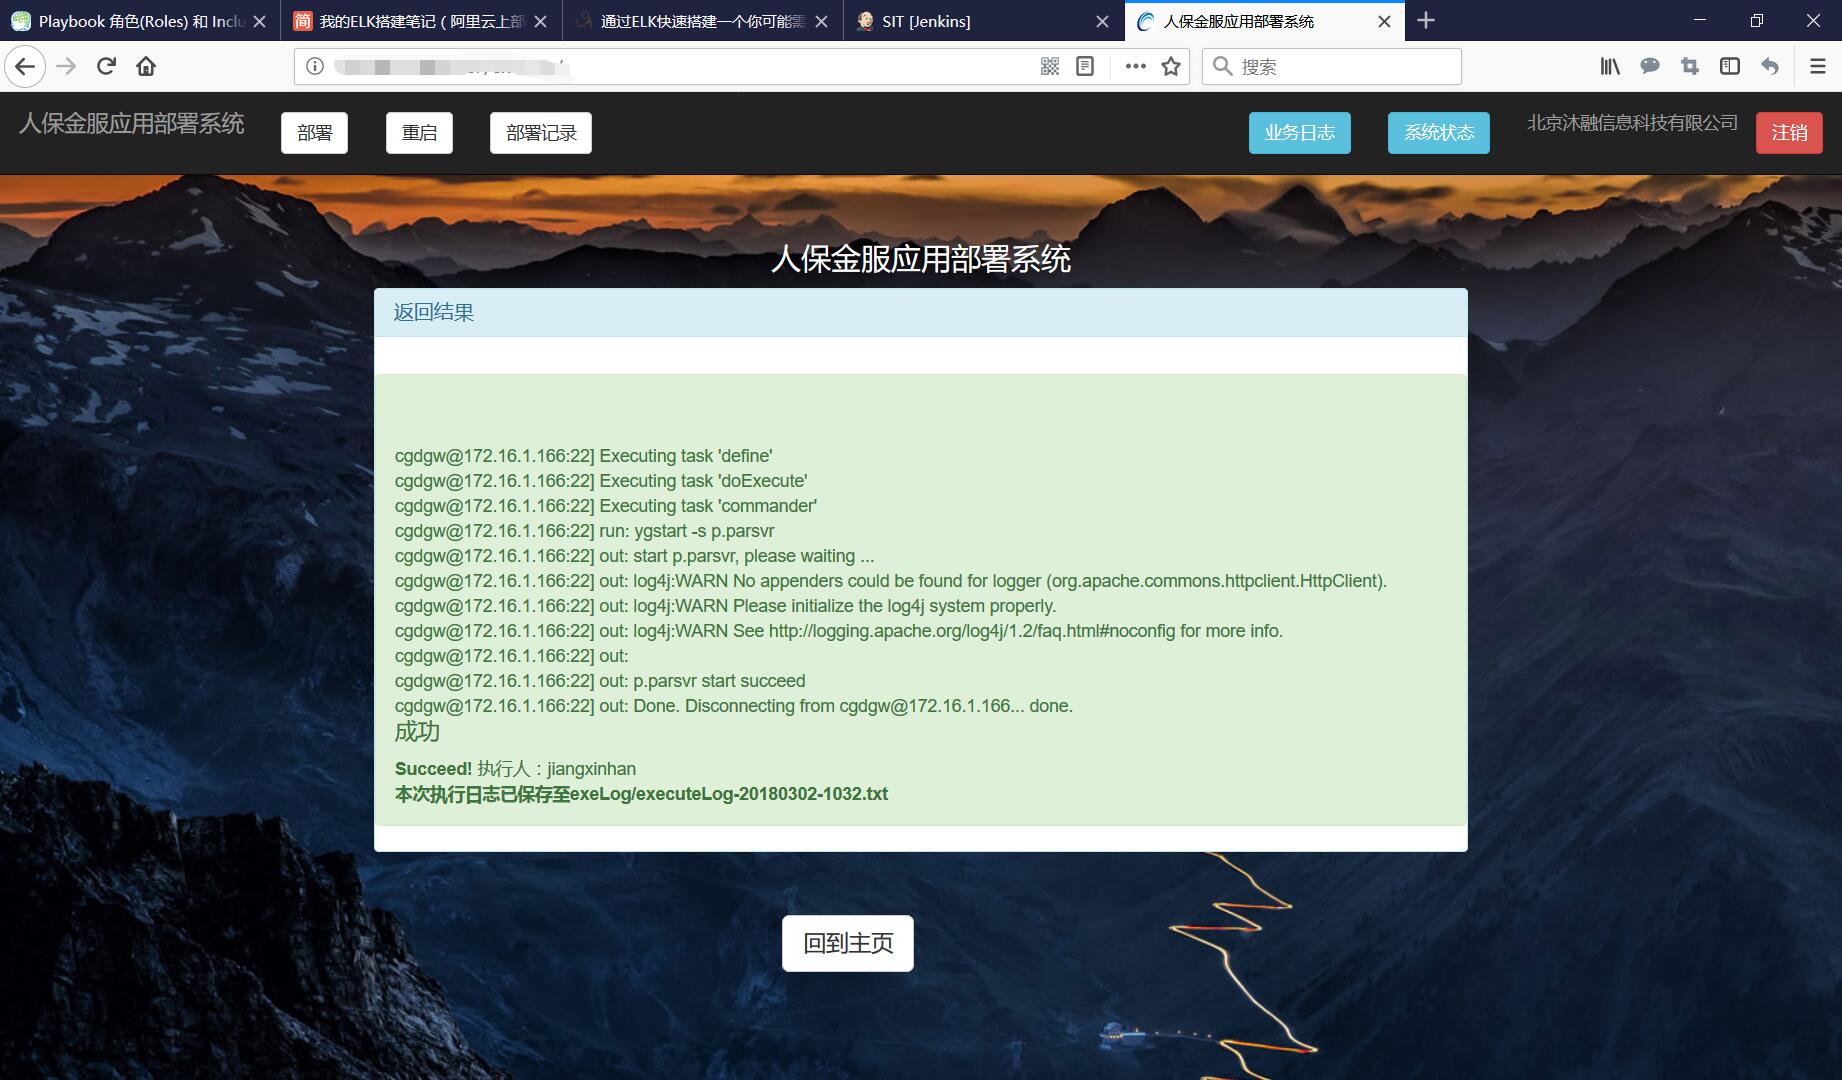 Playbook 角色(Roles) 和 Inclu
我的ELK搭建笔记（阿里云上部
通过ELK快速搭建一个你可能需
SIT [Jenkins]
人保金服应用部署系统
搜索
人保金服应用部署系统
部署
重启
部署记录
业务日志
系统状态
北京沐融信息科技有限公司
注销
人保金服应用部署系统
返回结果
cgdgw@172.16.1.166:22] Executing task 'define'
cgdgw@172.16.1.166:22] Executing task 'doExecute'
cgdgw@172.16.1.166:22] Executing task 'commander'
cgdgw@172.16.1.166:22] run: ygstart -s p.parsvr
cgdgw@172.16.1.166:22] out: start p.parsvr, please waiting ...
cgdgw@172.16.1.166:22] out: log4j:WARN No appenders could be found for logger (org.apache.commons.httpclient.HttpClient).
cgdgw@172.16.1.166:22] out: log4j:WARN Please initialize the log4j system properly.
cgdgw@172.16.1.166:22] out: log4j:WARN See http://logging.apache.org/log4j/1.2/faq.html#noconfig for more info.
cgdgw@172.16.1.166:22] out:
cgdgw@172.16.1.166:22] out: p.parsvr start succeed
cgdgw@172.16.1.166:22] out: Done. Disconnecting from cgdgw@172.16.1.166... done.
成功
Succeed! 执行人：jiangxinhan
本次执行日志已保存至exeLog/executeLog-20180302-1032.txt
回到主页